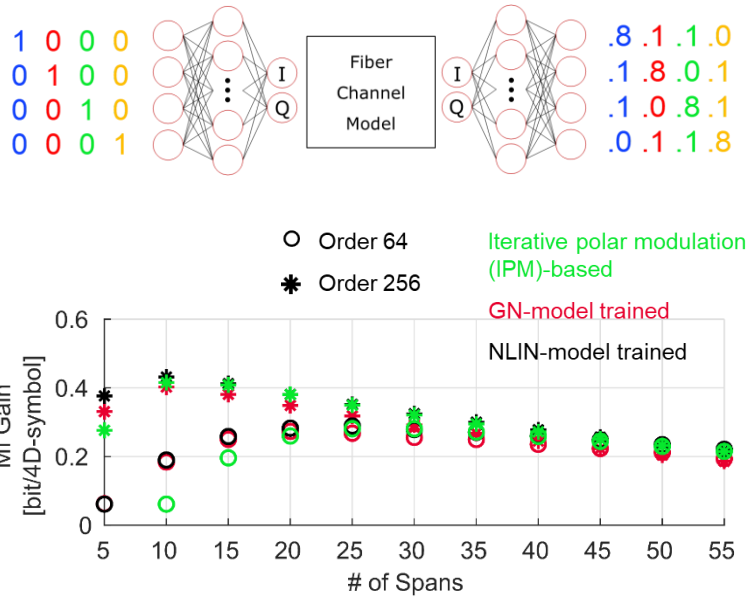 1 0 0 0
0 1 0 0
0 0 1 0
0 0 0 1
I
Q
Fiber
Channel
Model
I
Q
.8 .1 .1 .0
.1 .8 .0 .1
.1 .0 .8 .1
.0 .1 .1 .8
Order 64
Order 256
Iterative polar modulation
(IPM)-based
GN-model trained
NLIN-model trained
MI Gain
[bit/4D-symbol]
0.6
0.4
0.2
0
5 10 15 20 25 30 35 40 45 50 55
# of Spans